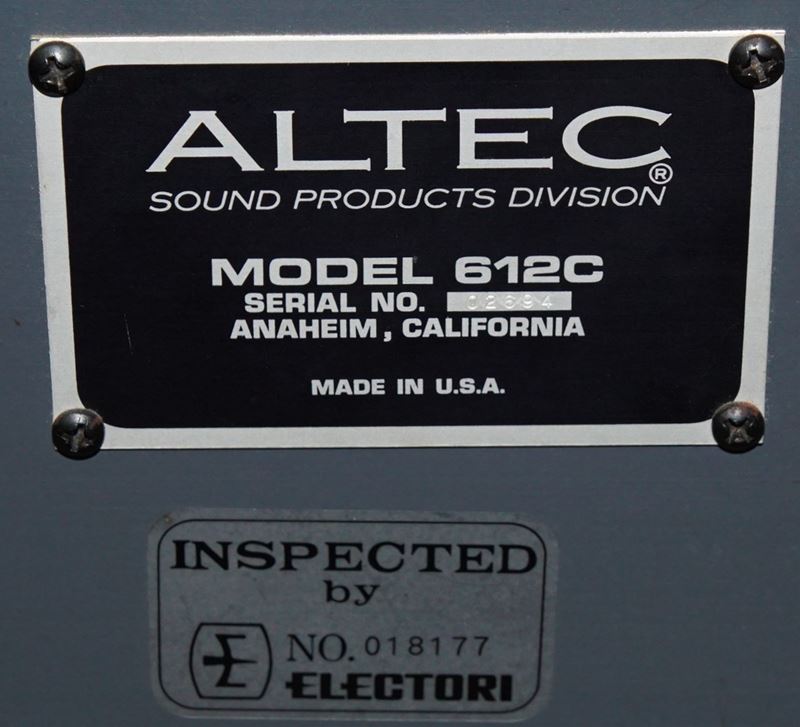 ALTEC®
SOUND PRODUCTS DIVISION
MODEL 612C
SERIAL NO. 02694
ANAHEIM, CALIFORNIA
MADE IN U.S.A.
INSPECTED
by
NO. 018177
ELECTORI